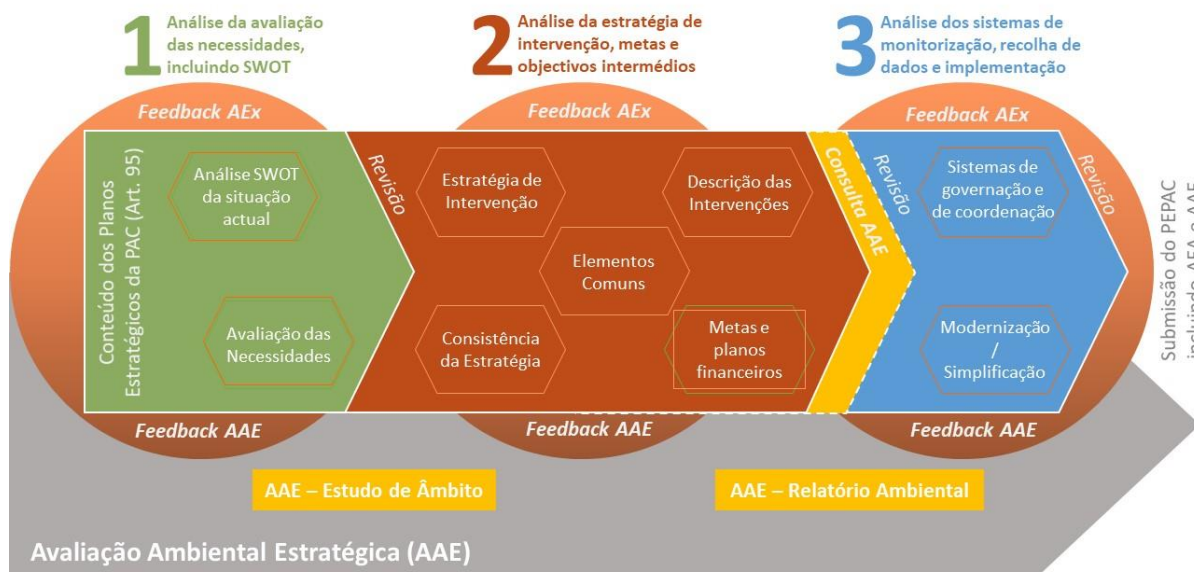 1
Análise da avaliação
das necessidades,
incluindo SWOT
2
Análise da estratégia de
intervenção, metas e
objectivos intermédios
3
Análise dos sistemas de
monitorização, recolha de
dados e implementação
Feedback AEx
Feedback AEx
Feedback AEx
Conteúdo dos Planos
Estratégicos da PAC (Art. 95)
Análise SWOT
da situação
actual
Avaliação das
Necessidades
Revisão
Estratégia de
Intervenção
Descrição das
Intervenções
Elementos
Comuns
Consistência
da Estratégia
Metas e
planos
financeiros
Consulta AAE
Revisão
Sistemas de
governação e
de coordenação
Modernização
/
Simplificação
Revisão
Submissão do PEPAC
incluindo AEA e AAE
Feedback AAE
Feedback AAE
Feedback AAE
AAE – Estudo de Âmbito
AAE – Relatório Ambiental
Avaliação Ambiental Estratégica (AAE)